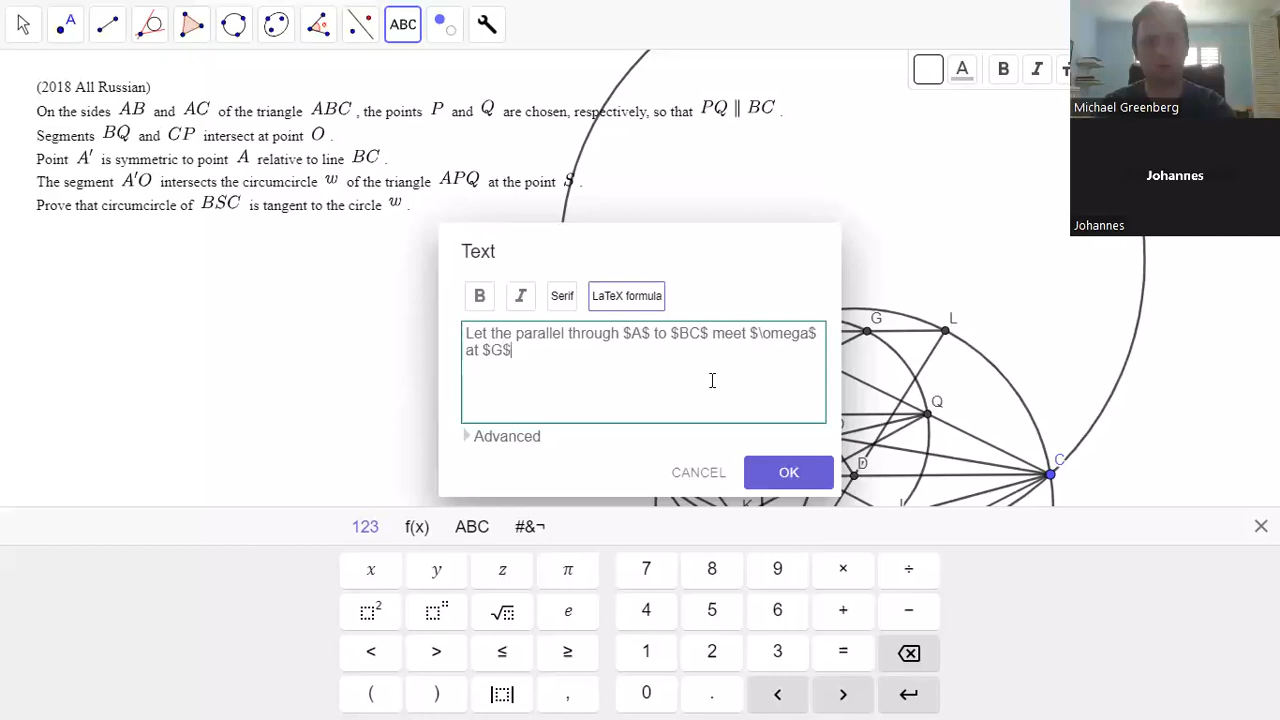 ABC
A
B
I
Michael Greenberg
Johannes
Johannes
(2018 All Russian)
On the sides AB and AC of the triangle ABC , the points P and Q are chosen, respectively, so that PQ ∥ BC .
Segments BQ and CP intersect at point O .
Point A′ is symmetric to point A relative to line BC .
The segment A′O intersects the circumcircle w of the triangle APQ at the point S .
Prove that circumcircle of BSC is tangent to the circle w .
Text
B
I
Serif
LaTeX formula
Let the parallel through $A$ to $BC$ meet $\omega$
at $G$
Advanced
CANCEL
OK
G
L
Q
D
C
123
f(x)
ABC
#&¬
x y z π 7 8 9 × ÷
e 4 5 6 + −
< > ≤ ≥ 1 2 3 =
( ) , 0 . < >